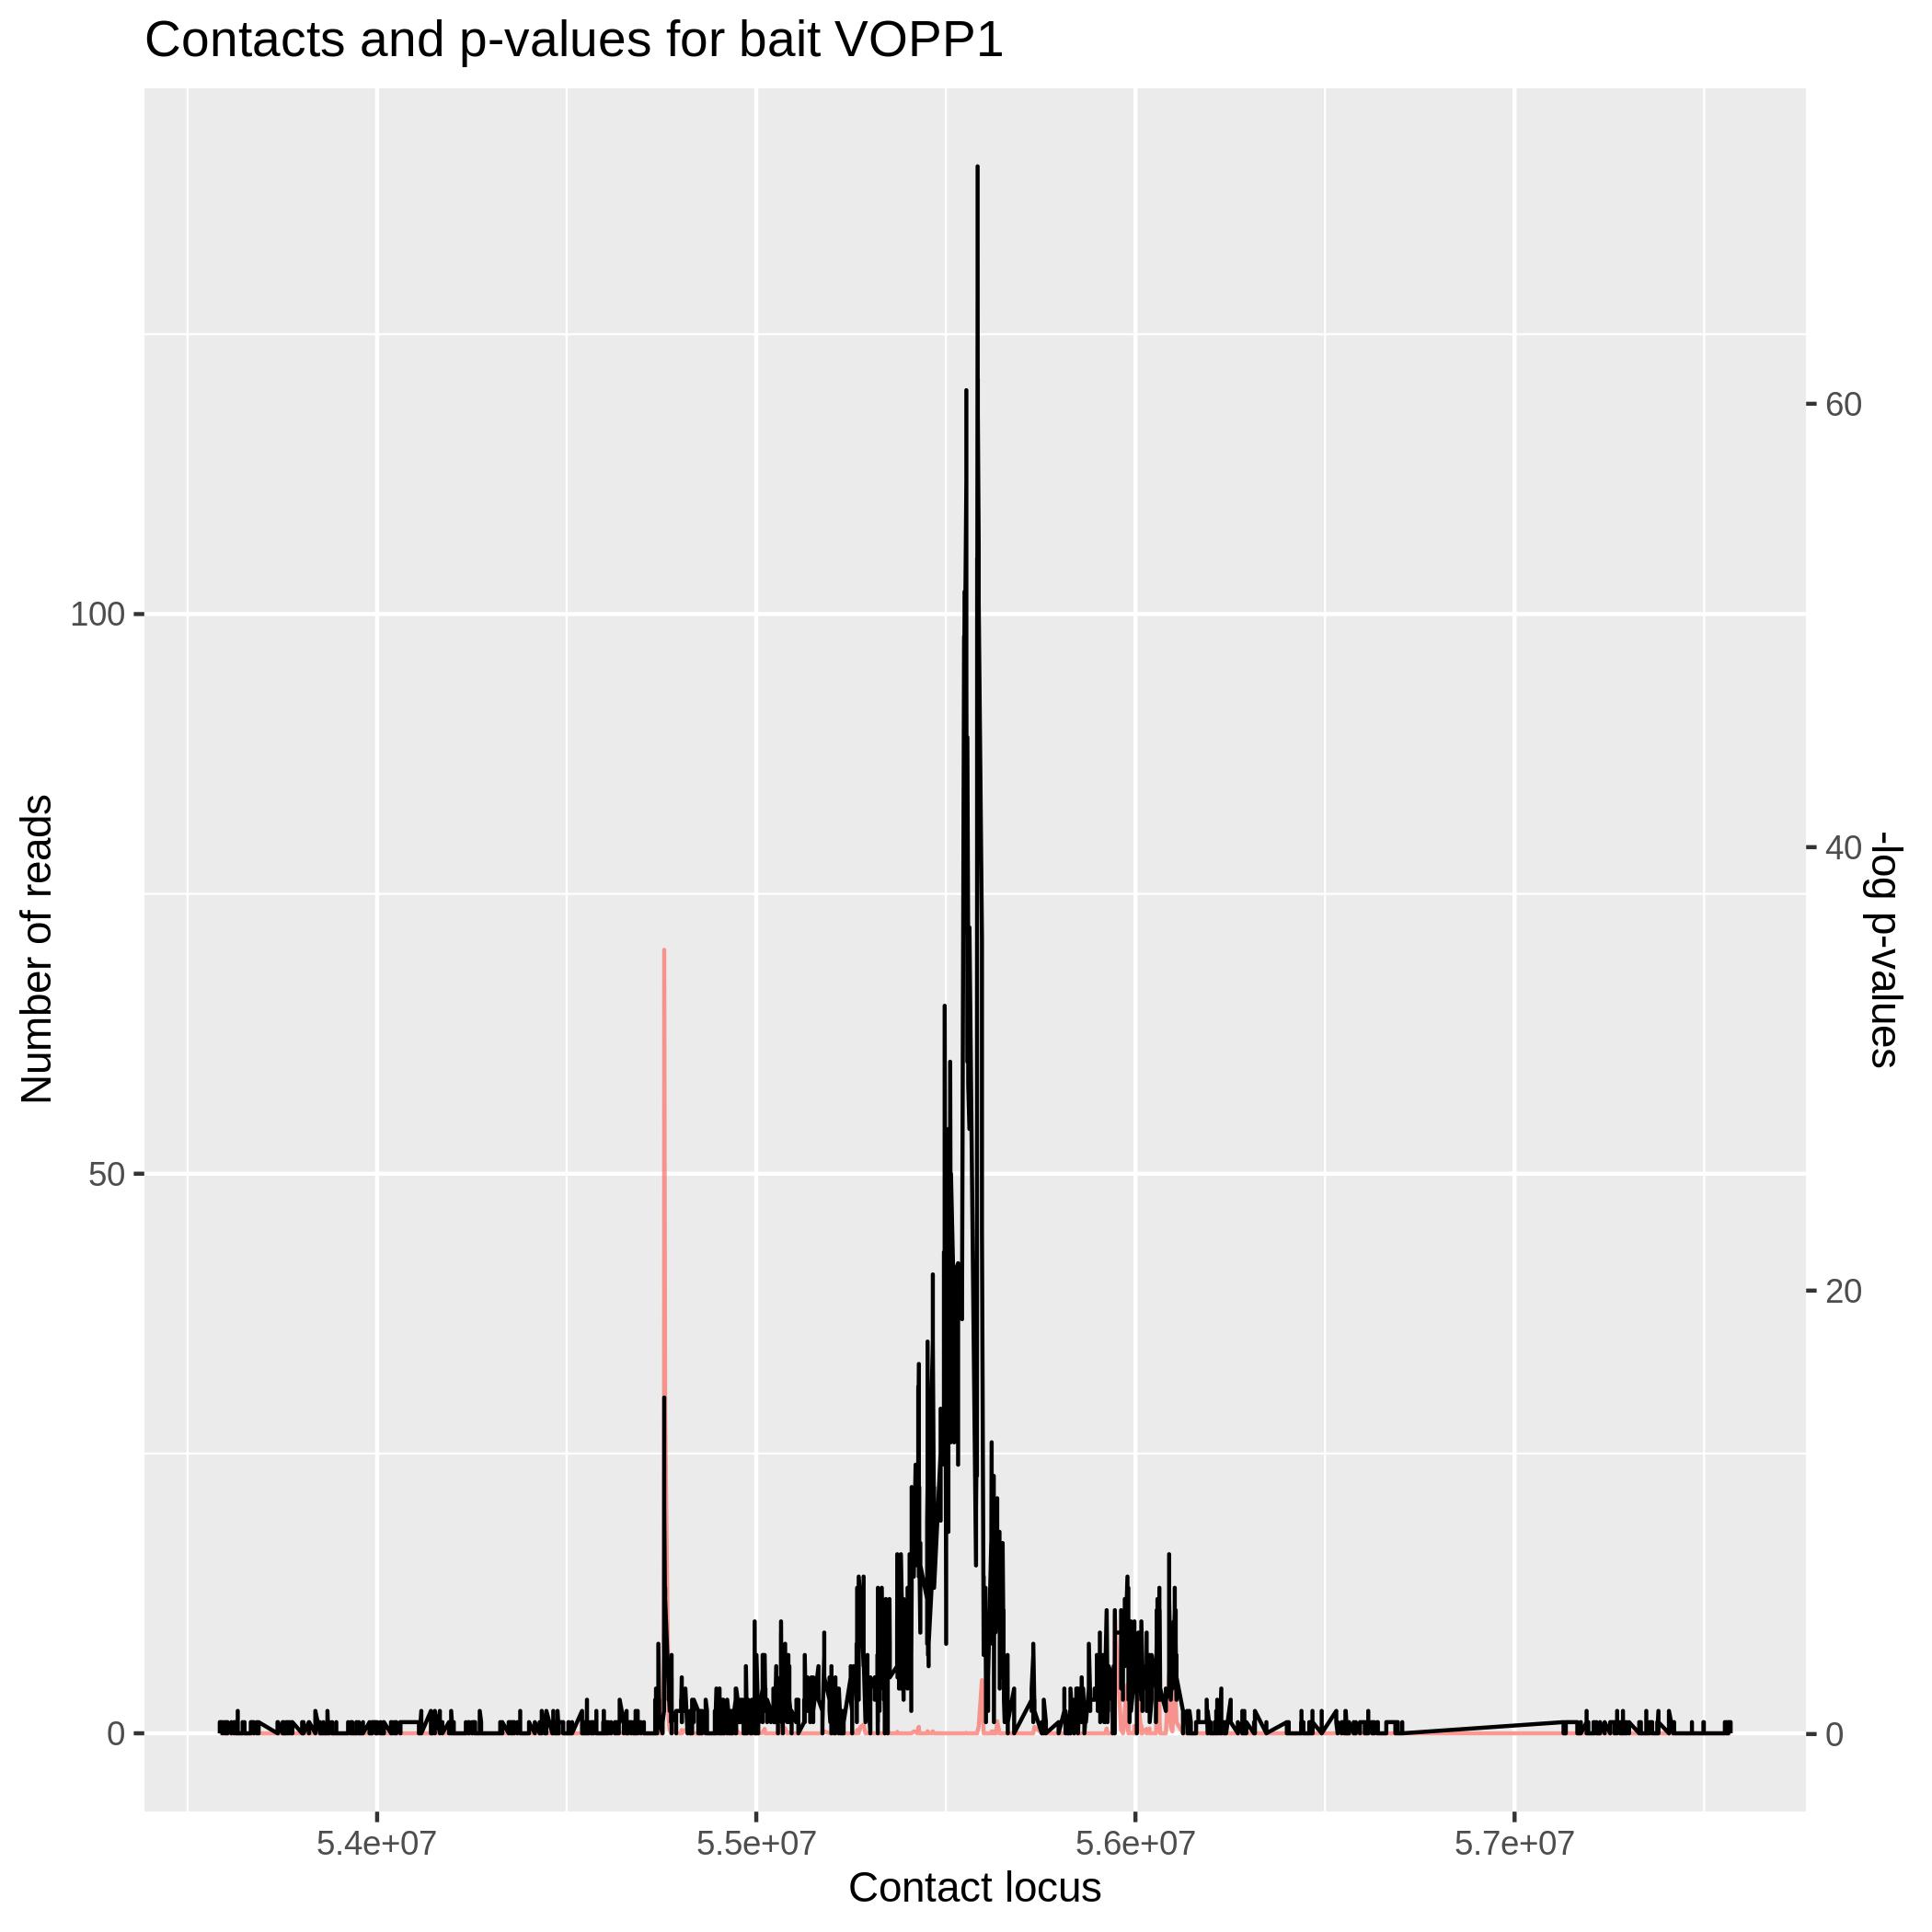 Contacts and p-values for bait VOPP1
Number of reads
100
50
0
60
40
20
0
-log p-values
5.4e+07 5.5e+07 5.6e+07 5.7e+07
Contact locus